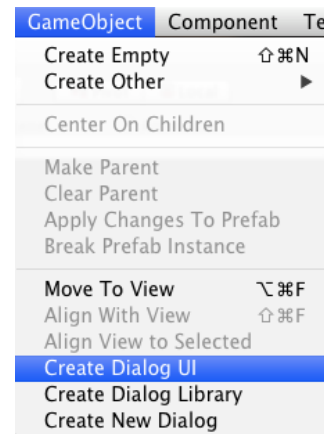 GameObject Component Te
Create Empty ⇧⌘N
Create Other ▶
Center On Children
Make Parent
Clear Parent
Apply Changes To Prefab
Break Prefab Instance
Move To View ⌥⌘F
Align With View ⇧⌘F
Align View to Selected
Create Dialog UI
Create Dialog Library
Create New Dialog